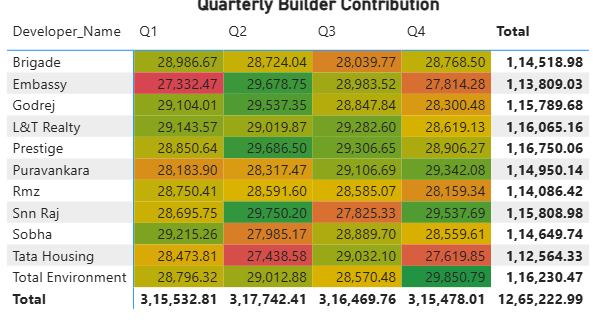 Quarterly Builder Contribution
Developer_Name Q1 Q2 Q3 Q4 Total
Brigade 28,986.67 28,724.04 28,039.77 28,768.50 1,14,518.98
Embassy 27,332.47 29,678.75 28,983.52 27,814.28 1,13,809.03
Godrej 29,104.01 29,537.35 28,847.84 28,300.48 1,15,789.68
L&T Realty 29,143.57 29,019.87 29,282.60 28,619.13 1,16,065.16
Prestige 28,850.64 29,686.50 29,306.65 28,906.27 1,16,750.06
Puravankara 28,183.90 28,317.47 29,106.69 29,342.08 1,14,950.14
Rmz 28,750.41 28,591.60 28,585.07 28,159.34 1,14,086.42
Snn Raj 28,695.75 29,750.20 27,825.33 29,537.69 1,15,808.98
Sobha 29,215.26 27,985.17 28,889.70 28,559.61 1,14,649.74
Tata Housing 28,473.81 27,438.58 29,032.10 27,619.85 1,12,564.33
Total Environment 28,796.32 29,012.88 28,570.48 29,850.79 1,16,230.47
Total 3,15,532.81 3,17,742.41 3,16,469.76 3,15,478.01 12,65,222.99